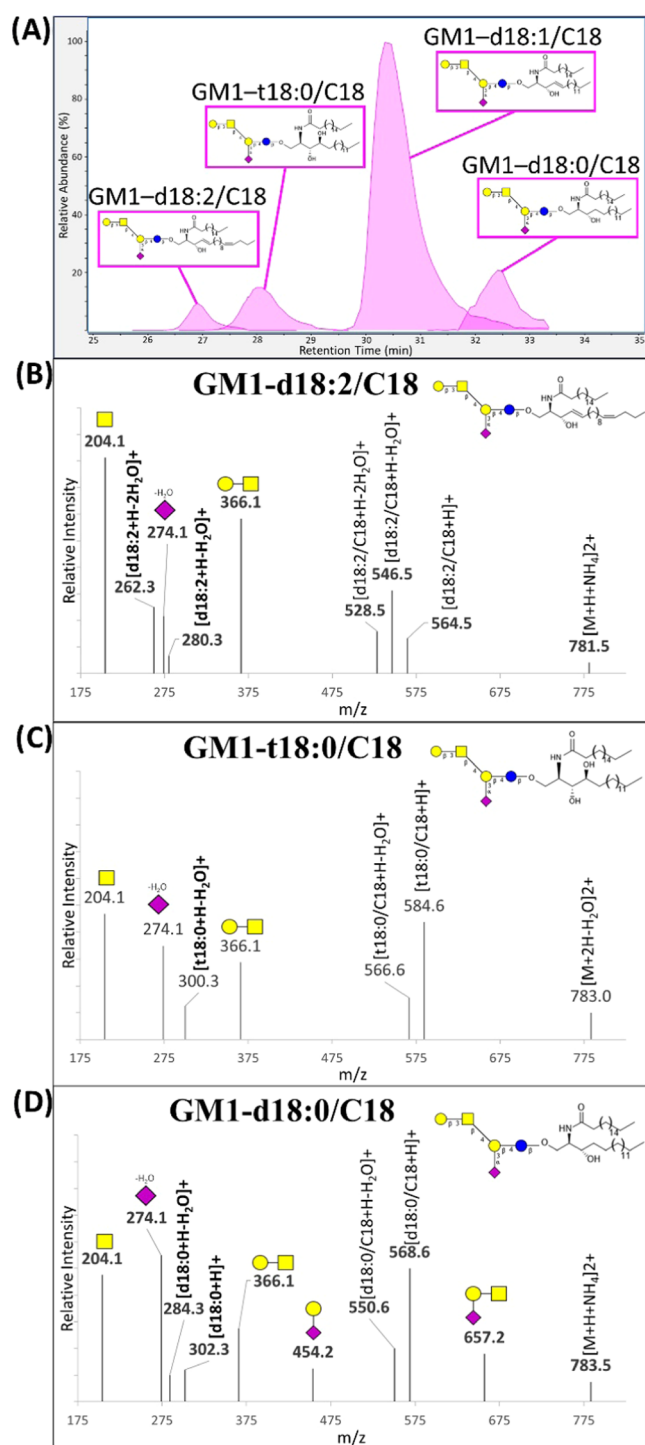 (A)
GM1–d18:1/C18
GM1–t18:0/C18
GM1–d18:0/C18
GM1–d18:2/C18
Relative Abundance (%)
100
80
60
40
20
25 26 27 28 29 30 31 32 33 34 35
Retention Time (min)
(B)
GM1-d18:2/C18
Relative Intensity
204.1
[d18:2+H-2H₂O]+
262.3
-H₂O
274.1
[d18:2+H-H₂O]+
280.3
366.1
[d18:2/C18+H-2H₂O]+
528.5
[d18:2/C18+H-H₂O]+
546.5
[d18:2/C18+H]+
564.5
[M+H+NH₄]2+
781.5
175 275 375 475 575 675 775
m/z
(C)
GM1-t18:0/C18
Relative Intensity
204.1
-H₂O
274.1
[t18:0+H-H₂O]+
300.3
366.1
[t18:0/C18+H-H₂O]+
566.6
[t18:0/C18+H]+
584.6
[M+2H-H₂O]2+
783.0
175 275 375 475 575 675 775
m/z
(D)
GM1-d18:0/C18
Relative Intensity
204.1
-H₂O
274.1
[d18:0+H-H₂O]+
284.3
[d18:0+H]+
302.3
366.1
454.2
[d18:0/C18+H-H₂O]+
550.6
[d18:0/C18+H]+
568.6
657.2
[M+H+NH₄]2+
783.5
175 275 375 475 575 675 775
m/z